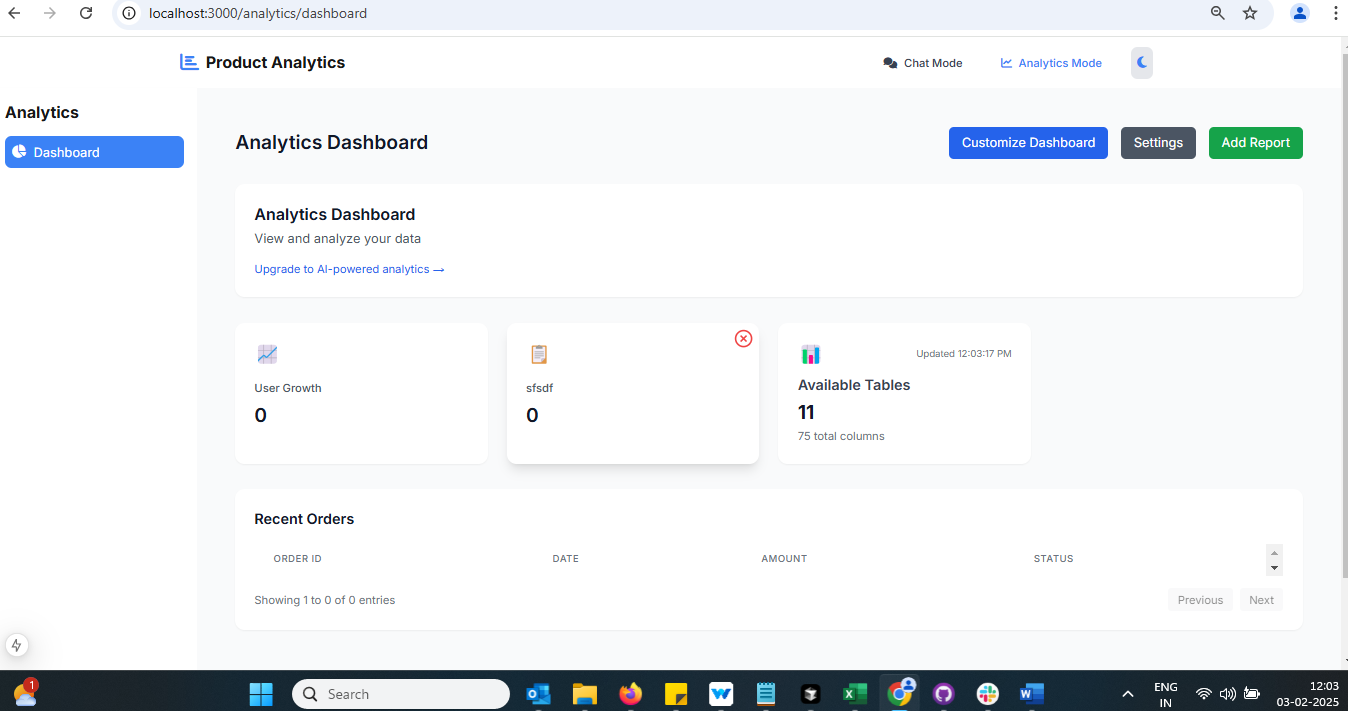 localhost:3000/analytics/dashboard
Product Analytics
Chat Mode
Analytics Mode
Analytics
Dashboard
Analytics Dashboard
Customize Dashboard
Settings
Add Report
Analytics Dashboard
View and analyze your data
Upgrade to AI-powered analytics →
User Growth
0
sfsdf
0
Updated 12:03:17 PM
Available Tables
11
75 total columns
Recent Orders
ORDER ID DATE AMOUNT STATUS
Showing 1 to 0 of 0 entries
Previous
Next
1
Search
ENG
IN
12:03
03-02-2025